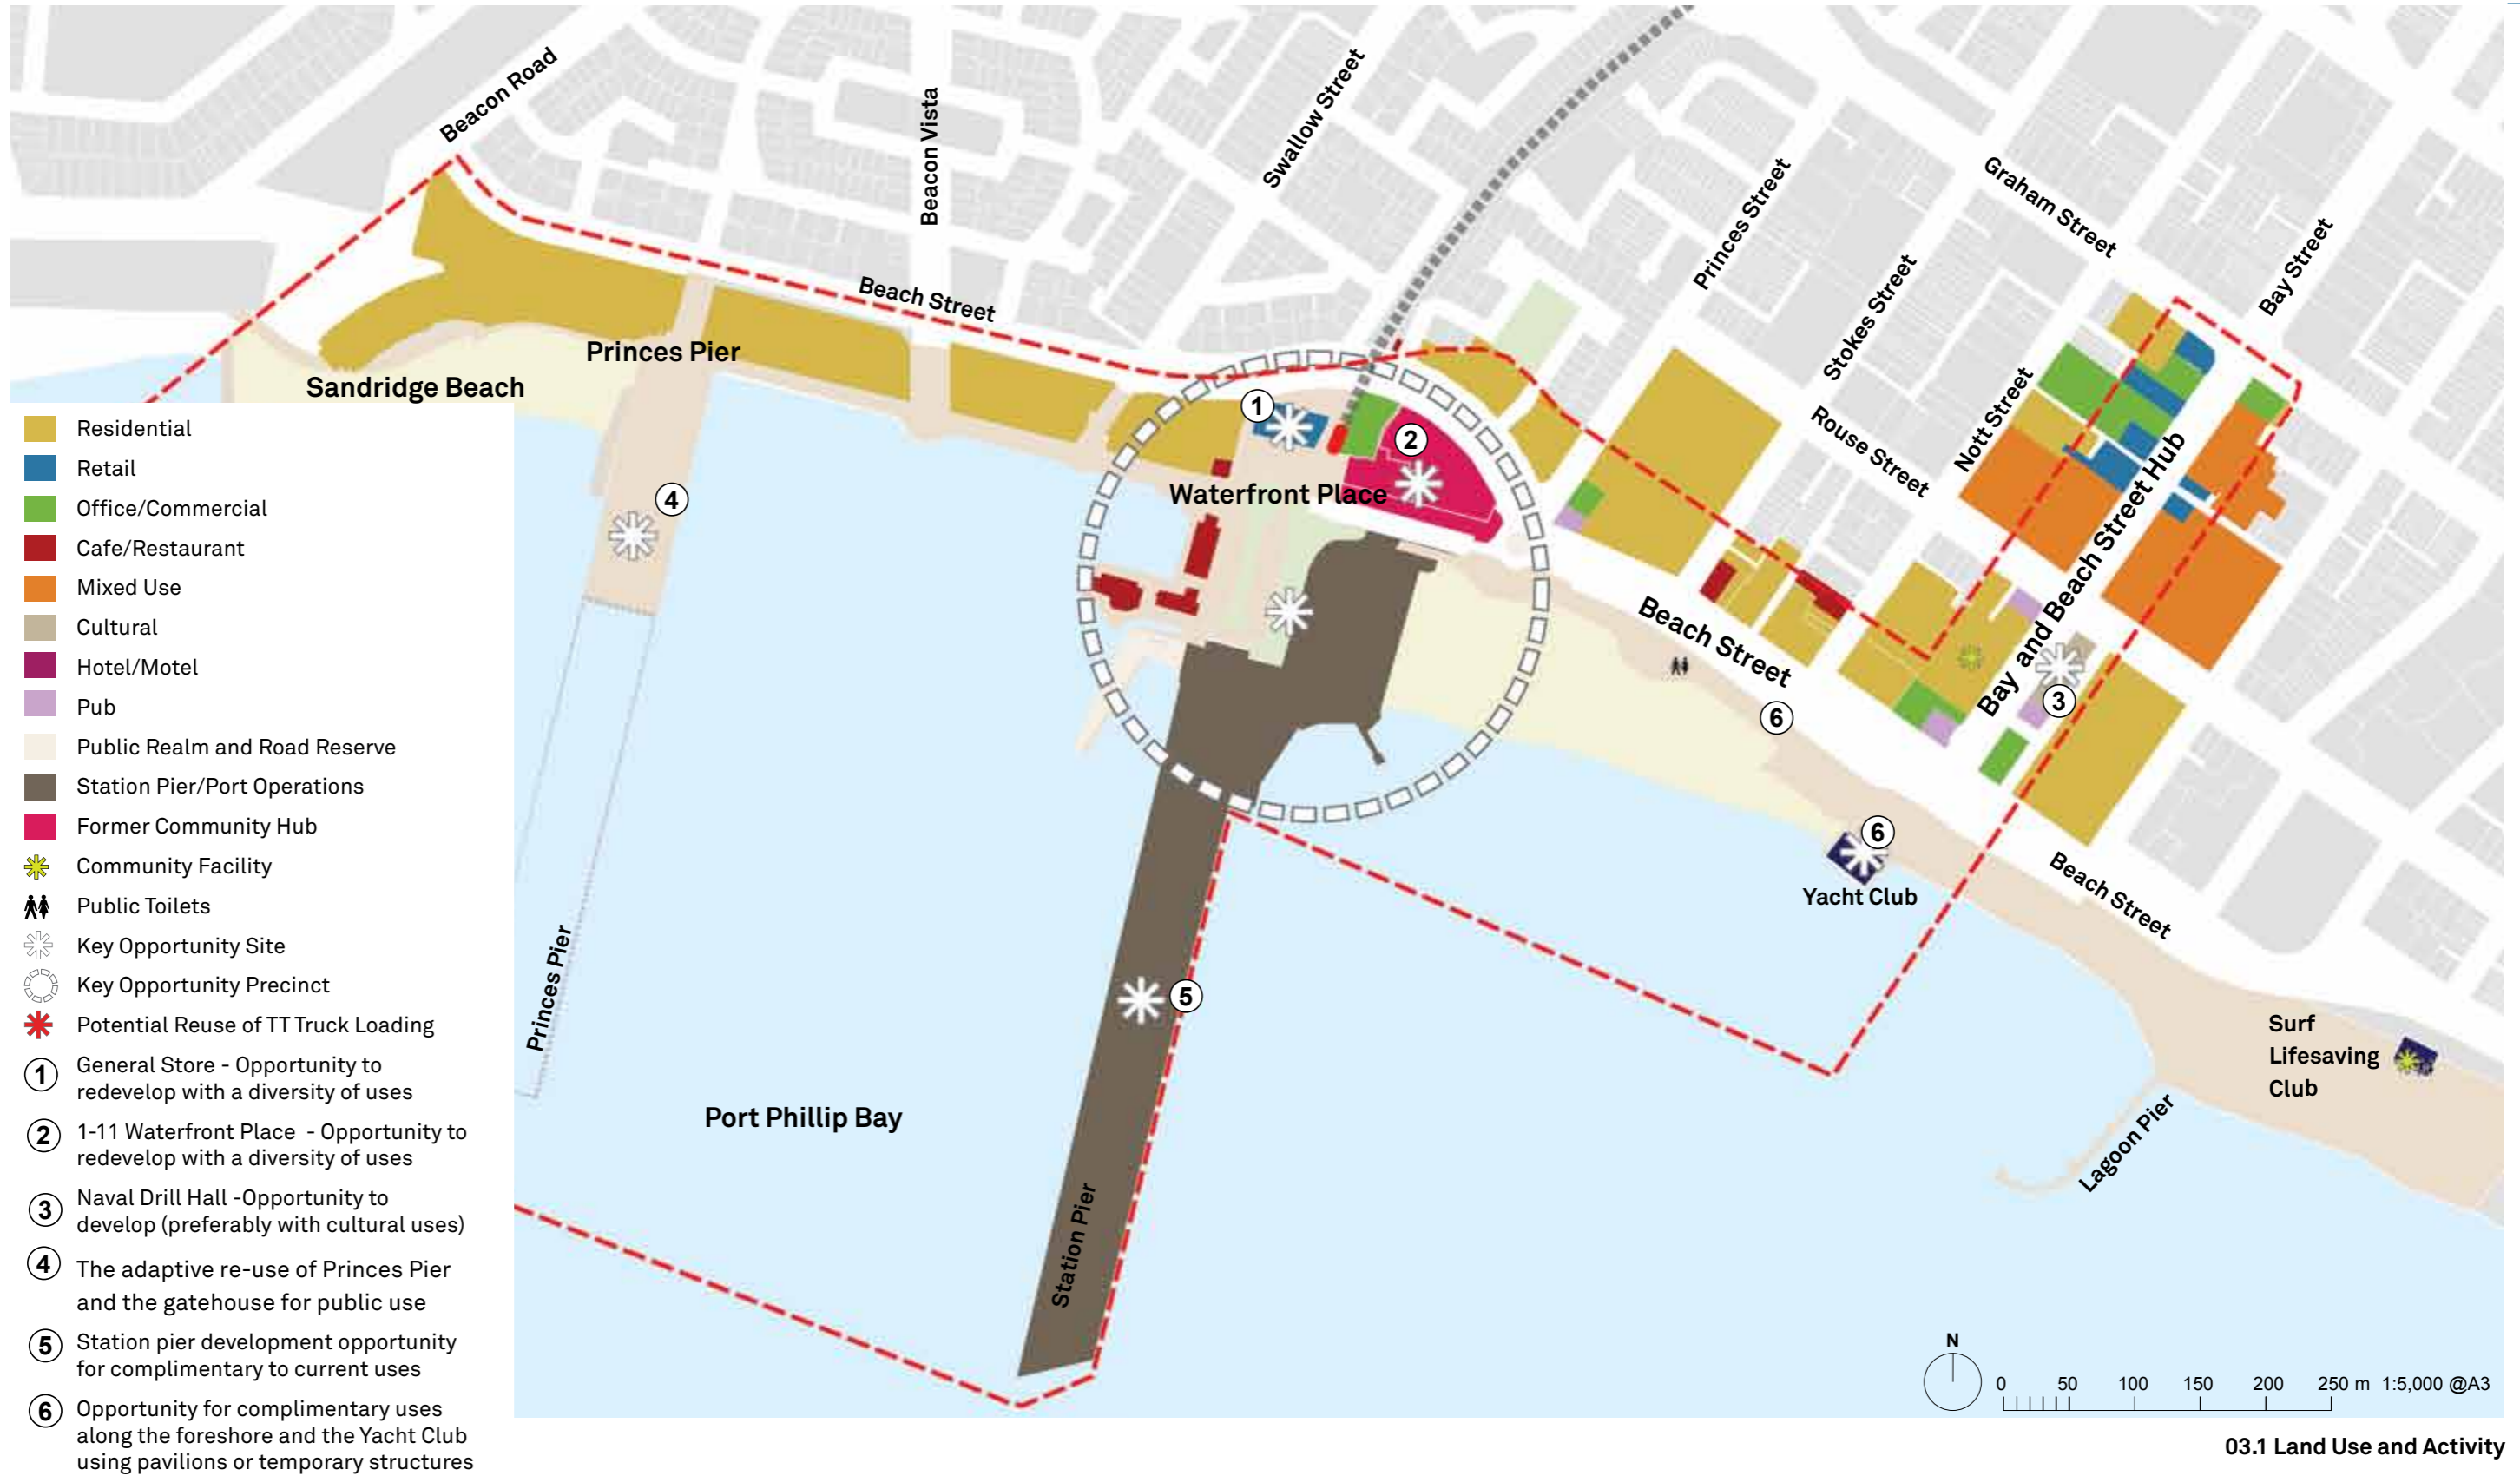 Beacon Road
Beacon Vista
Swallow Street
Princes Street
Graham Street
Bay Street
Stokes Street
Beach Street
Princes Pier
Sandridge Beach
Rouse Street
Nott Street
1
2
Waterfront Place
4
Bay and Beach Street Hub
Beach Street
3
6
6
Yacht Club
Beach Street
5
Princes Pier
Port Phillip Bay
Station Pier
Surf
Lifesaving
Club
Lagoon Pier
Residential
Retail
Office/Commercial
Cafe/Restaurant
Mixed Use
Cultural
Hotel/Motel
Pub
Public Realm and Road Reserve
Station Pier/Port Operations
Former Community Hub
Community Facility
Public Toilets
Key Opportunity Site
Key Opportunity Precinct
Potential Reuse of TT Truck Loading
1 General Store - Opportunity to
redevelop with a diversity of uses
2 1-11 Waterfront Place - Opportunity to
redevelop with a diversity of uses
3 Naval Drill Hall -Opportunity to
develop (preferably with cultural uses)
4 The adaptive re-use of Princes Pier
and the gatehouse for public use
5 Station pier development opportunity
for complimentary to current uses
6 Opportunity for complimentary uses
along the foreshore and the Yacht Club
using pavilions or temporary structures
N
0 50 100 150 200 250 m 1:5,000 @A3
03.1 Land Use and Activity